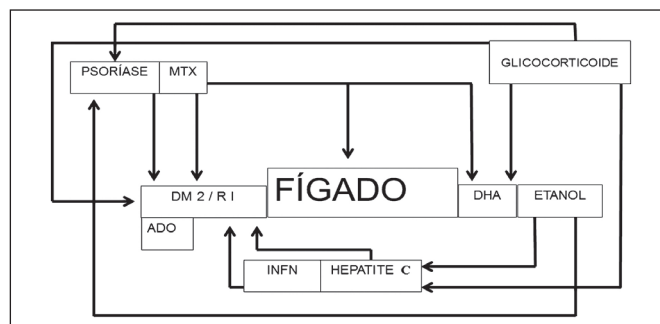 GLICOCORTICOIDE
PSORÍASE MTX
FÍGADO
DM 2 / R I
DHA ETANOL
ADO
INFN HEPATITE C